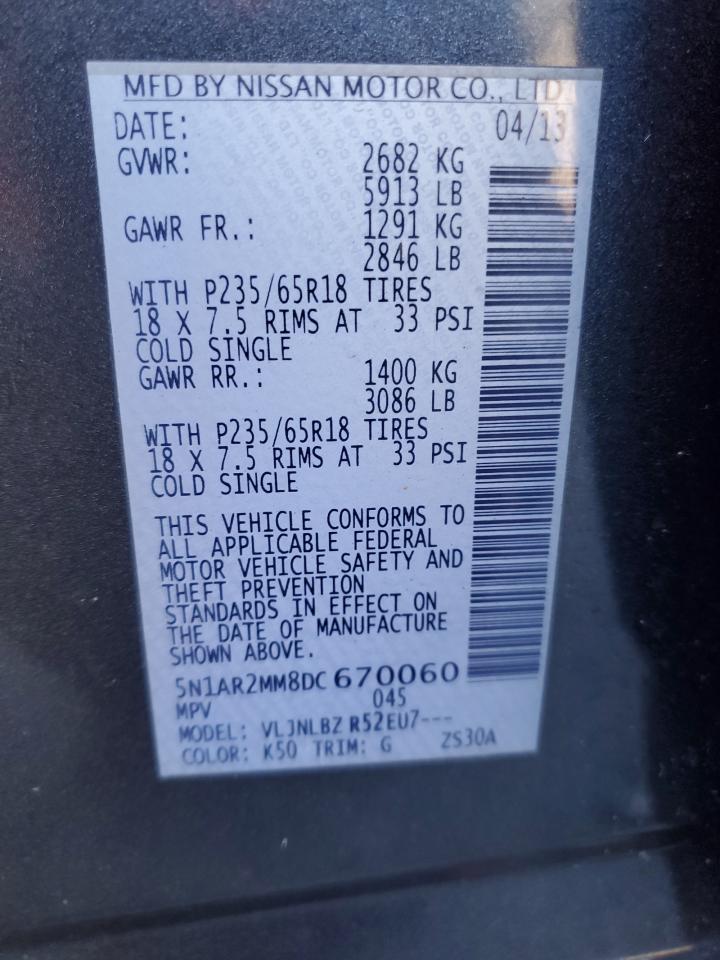 MFD BY NISSAN MOTOR CO., LTD
DATE: 04/13
GVWR: 2682 KG
5913 LB
GAWR FR.: 1291 KG
2846 LB
WITH P235/65R18 TIRES
18 X 7.5 RIMS AT 33 PSI
COLD SINGLE
GAWR RR.: 1400 KG
3086 LB
WITH P235/65R18 TIRES
18 X 7.5 RIMS AT 33 PSI
COLD SINGLE
THIS VEHICLE CONFORMS TO
ALL APPLICABLE FEDERAL
MOTOR VEHICLE SAFETY AND
THEFT PREVENTION
STANDARDS IN EFFECT ON
THE DATE OF MANUFACTURE
SHOWN ABOVE.
5N1AR2MM8DC 670060
MPV 045
MODEL: VLJNLBZ R52EU7---
COLOR: K50 TRIM: G ZS30A